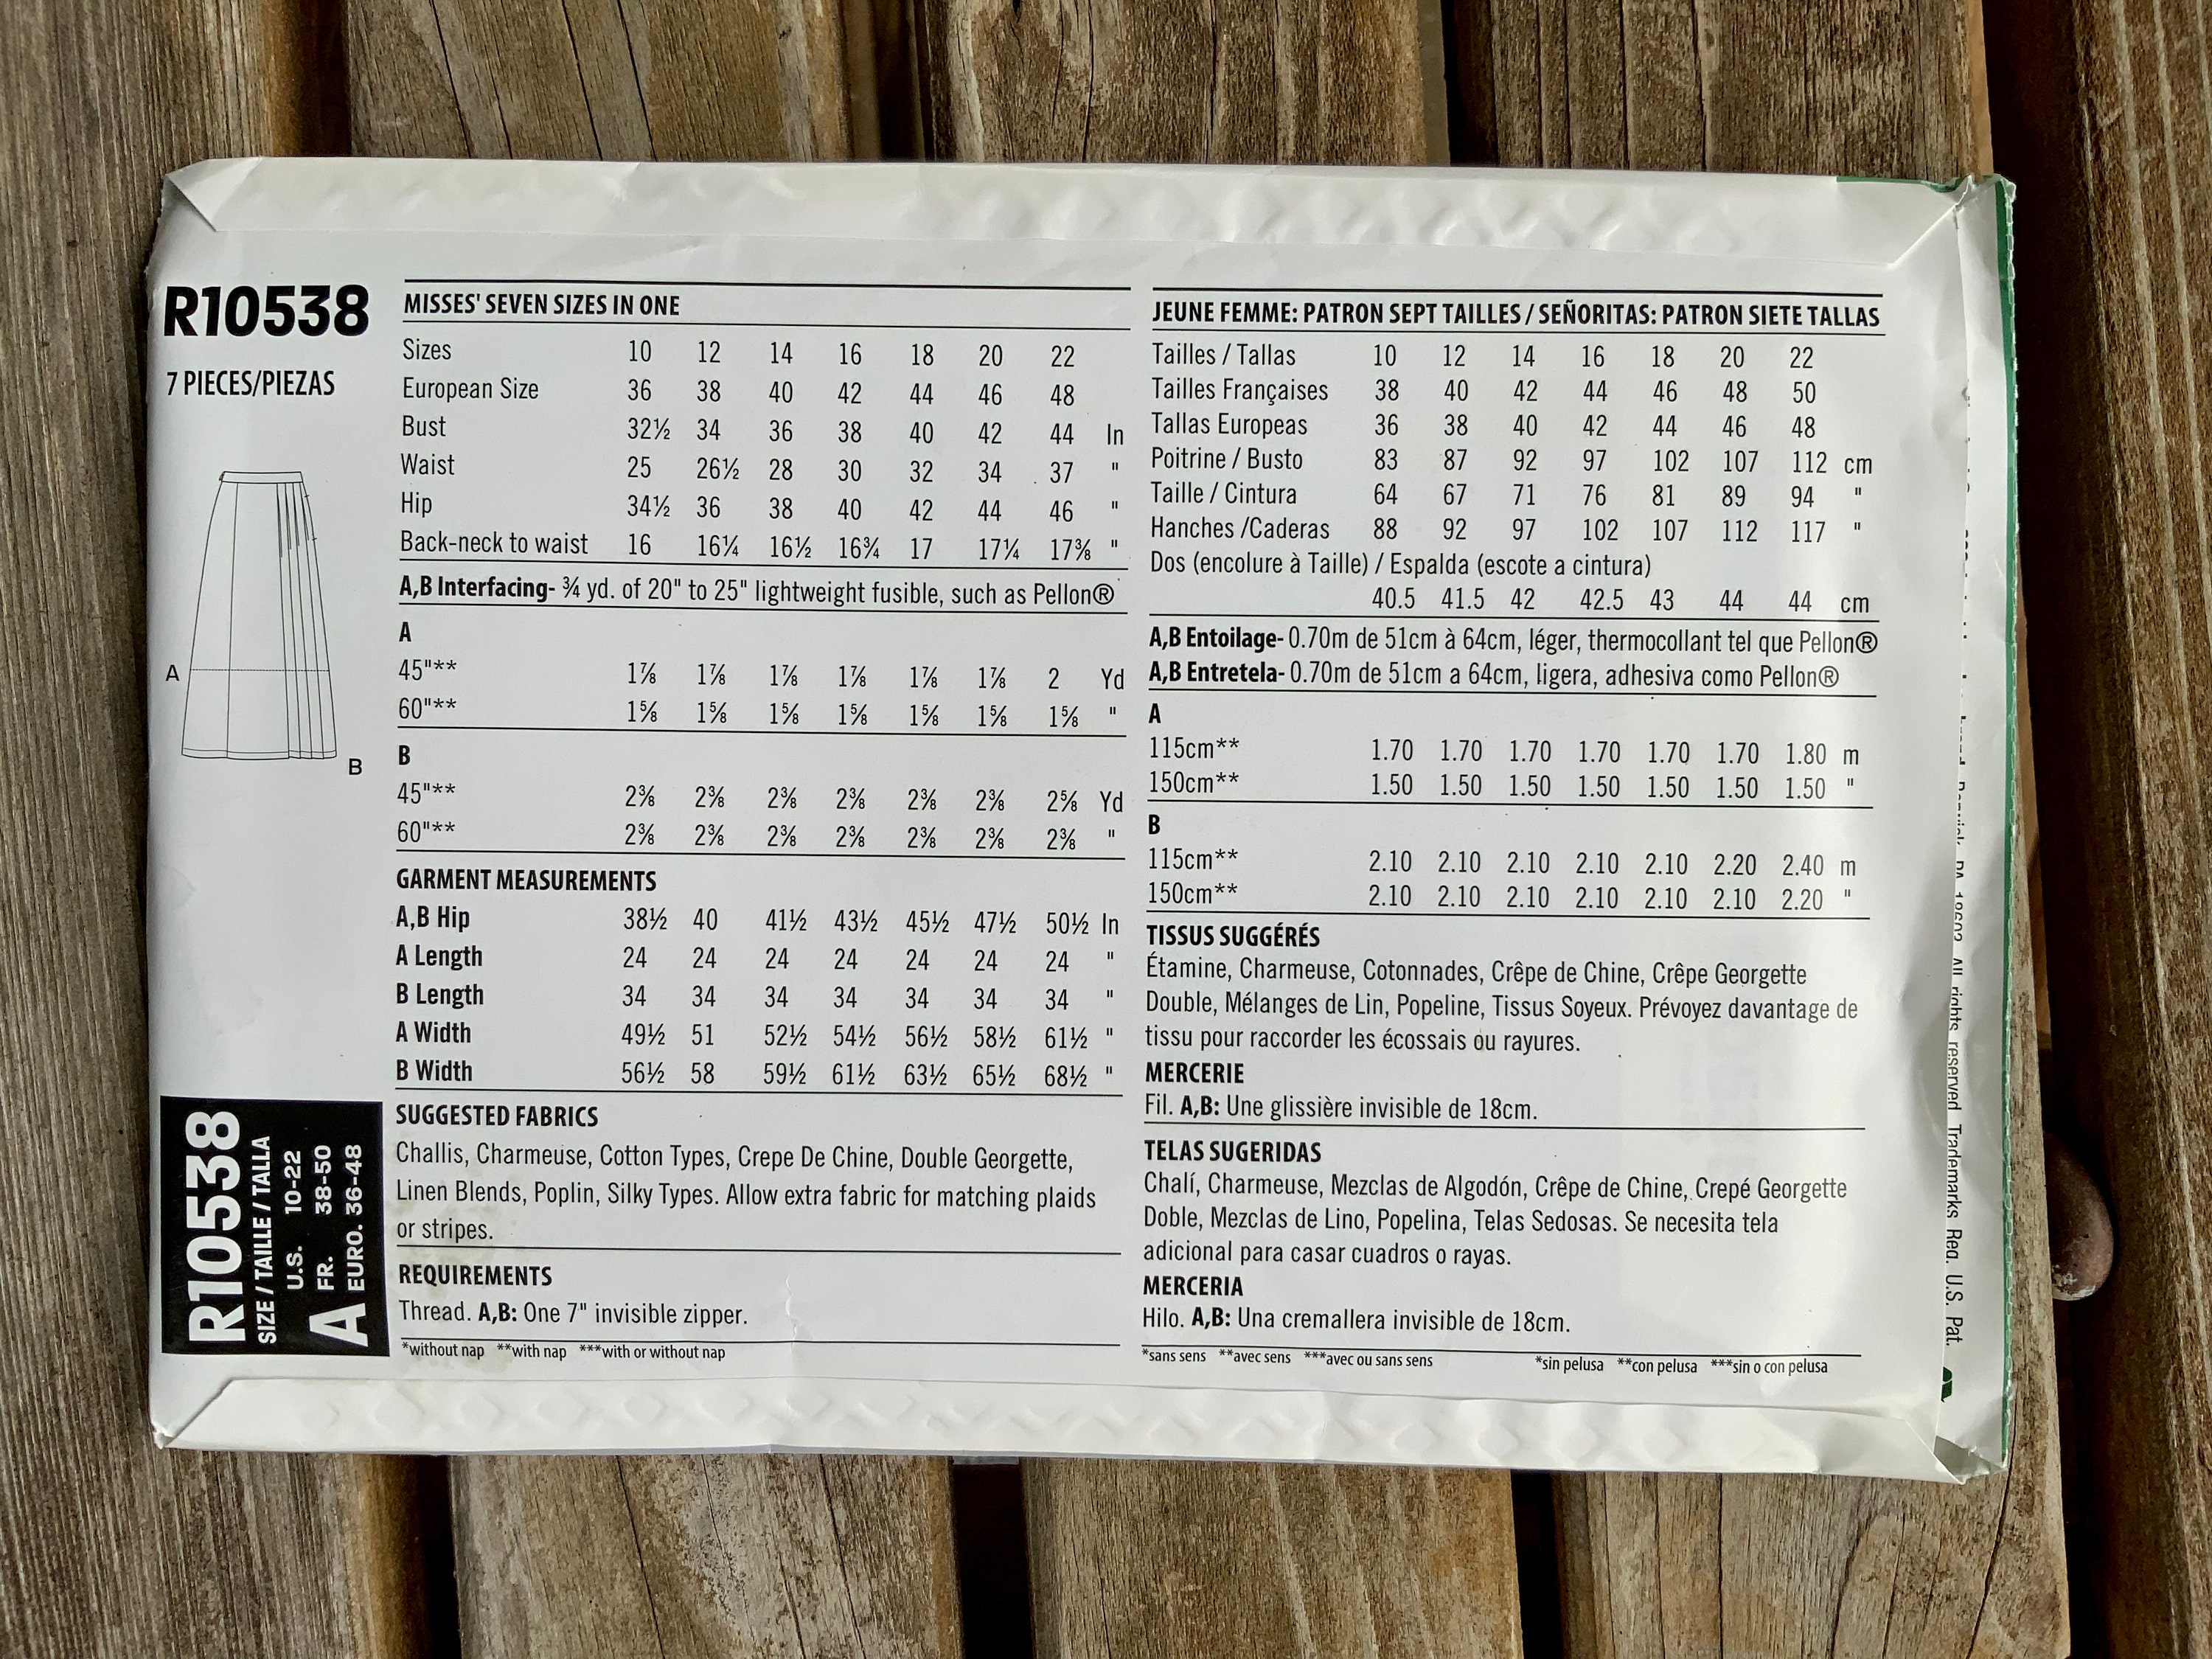 R10538
7 PIECES/PIEZAS
A
B
R10538
SIZE / TAILLE / TALLA
U.S. 10-22
FR. 38-50
EURO. 36-48
A
MISSES' SEVEN SIZES IN ONE
Sizes 10 12 14 16 18 20 22
European Size 36 38 40 42 44 46 48
Bust 32½ 34 36 38 40 42 44 In
Waist 25 26½ 28 30 32 34 37 "
Hip 34½ 36 38 40 42 44 46 "
Back-neck to waist 16 16¼ 16½ 16¾ 17 17¼ 17⅜ "
A,B Interfacing- ¾ yd. of 20" to 25" lightweight fusible, such as Pellon®
A
45"** 1⅞ 1⅞ 1⅞ 1⅞ 1⅞ 1⅞ 2 Yd
60"** 1⅝ 1⅝ 1⅝ 1⅝ 1⅝ 1⅝ 1⅝ "
B
45"** 2⅜ 2⅜ 2⅜ 2⅜ 2⅜ 2⅜ 2⅝ Yd
60"** 2⅜ 2⅜ 2⅜ 2⅜ 2⅜ 2⅜ 2⅜ "
GARMENT MEASUREMENTS
A,B Hip 38½ 40 41½ 43½ 45½ 47½ 50½ In
A Length 24 24 24 24 24 24 24 "
B Length 34 34 34 34 34 34 34 "
A Width 49½ 51 52½ 54½ 56½ 58½ 61½ "
B Width 56½ 58 59½ 61½ 63½ 65½ 68½ "
SUGGESTED FABRICS
Challis, Charmeuse, Cotton Types, Crepe De Chine, Double Georgette,
Linen Blends, Poplin, Silky Types. Allow extra fabric for matching plaids
or stripes.
REQUIREMENTS
Thread. A,B: One 7" invisible zipper.
*without nap **with nap ***with or without nap
JEUNE FEMME: PATRON SEPT TAILLES / SEÑORITAS: PATRON SIETE TALLAS
Tailles / Tallas 10 12 14 16 18 20 22
Tailles Françaises 38 40 42 44 46 48 50
Tallas Europeas 36 38 40 42 44 46 48
Poitrine / Busto 83 87 92 97 102 107 112 cm
Taille / Cintura 64 67 71 76 81 89 94 "
Hanches /Caderas 88 92 97 102 107 112 117 "
Dos (encolure à Taille) / Espalda (escote a cintura)
40.5 41.5 42 42.5 43 44 44 cm
A,B Entoilage- 0.70m de 51cm à 64cm, léger, thermocollant tel que Pellon®
A,B Entretela- 0.70m de 51cm a 64cm, ligera, adhesiva como Pellon®
A
115cm** 1.70 1.70 1.70 1.70 1.70 1.70 1.80 m
150cm** 1.50 1.50 1.50 1.50 1.50 1.50 1.50 "
B
115cm** 2.10 2.10 2.10 2.10 2.10 2.20 2.40 m
150cm** 2.10 2.10 2.10 2.10 2.10 2.10 2.20 "
TISSUS SUGGÉRÉS
Étamine, Charmeuse, Cotonnades, Crêpe de Chine, Crêpe Georgette
Double, Mélanges de Lin, Popeline, Tissus Soyeux. Prévoyez davantage de
tissu pour raccorder les écossais ou rayures.
MERCERIE
Fil. A,B: Une glissière invisible de 18cm.
TELAS SUGERIDAS
Chalí, Charmeuse, Mezclas de Algodón, Crêpe de Chine, Crepé Georgette
Doble, Mezclas de Lino, Popelina, Telas Sedosas. Se necesita tela
adicional para casar cuadros o rayas.
MERCERIA
Hilo. A,B: Una cremallera invisible de 18cm.
*sans sens **avec sens ***avec ou sans sens *sin pelusa **con pelusa ***sin o con pelusa
All rights reserved Trademarks Reg. U.S. Pat.